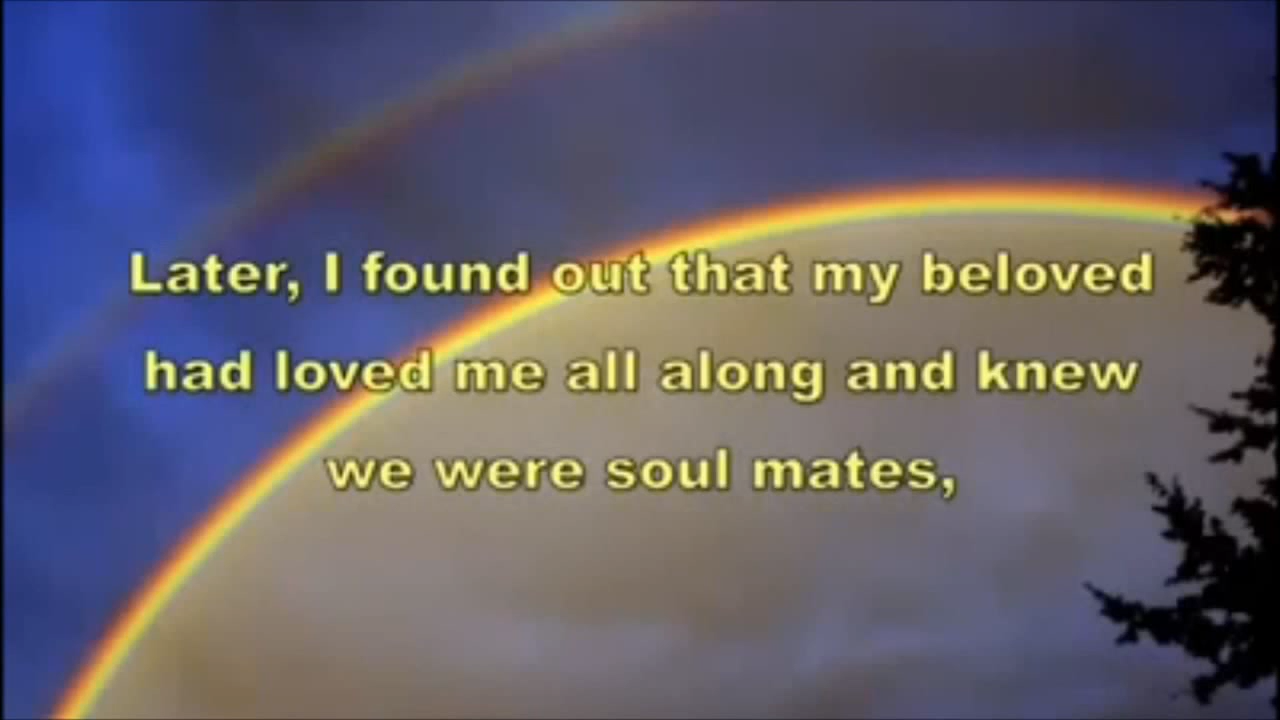 Later, I found out that my beloved
had loved me all along and knew
we were soul mates,